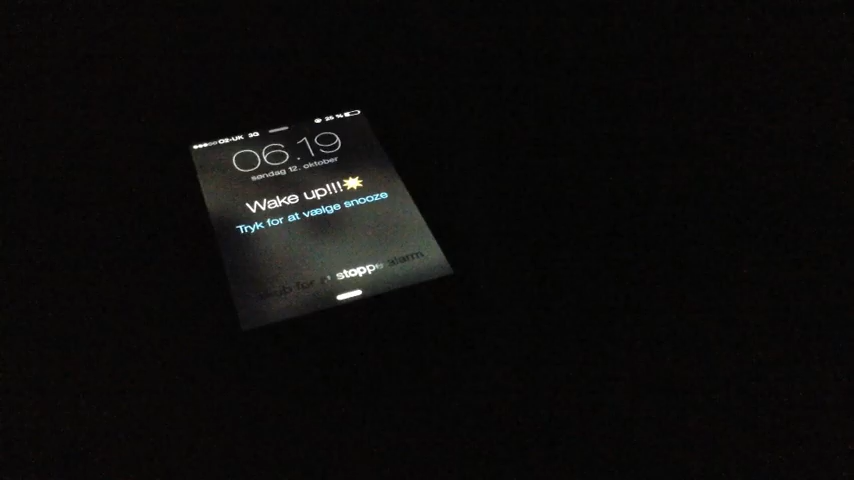 O2-UK 3G 25 %
06.19
søndag 12. oktober
Wake up!!!
Tryk for at vælge snooze
stoppe alarm